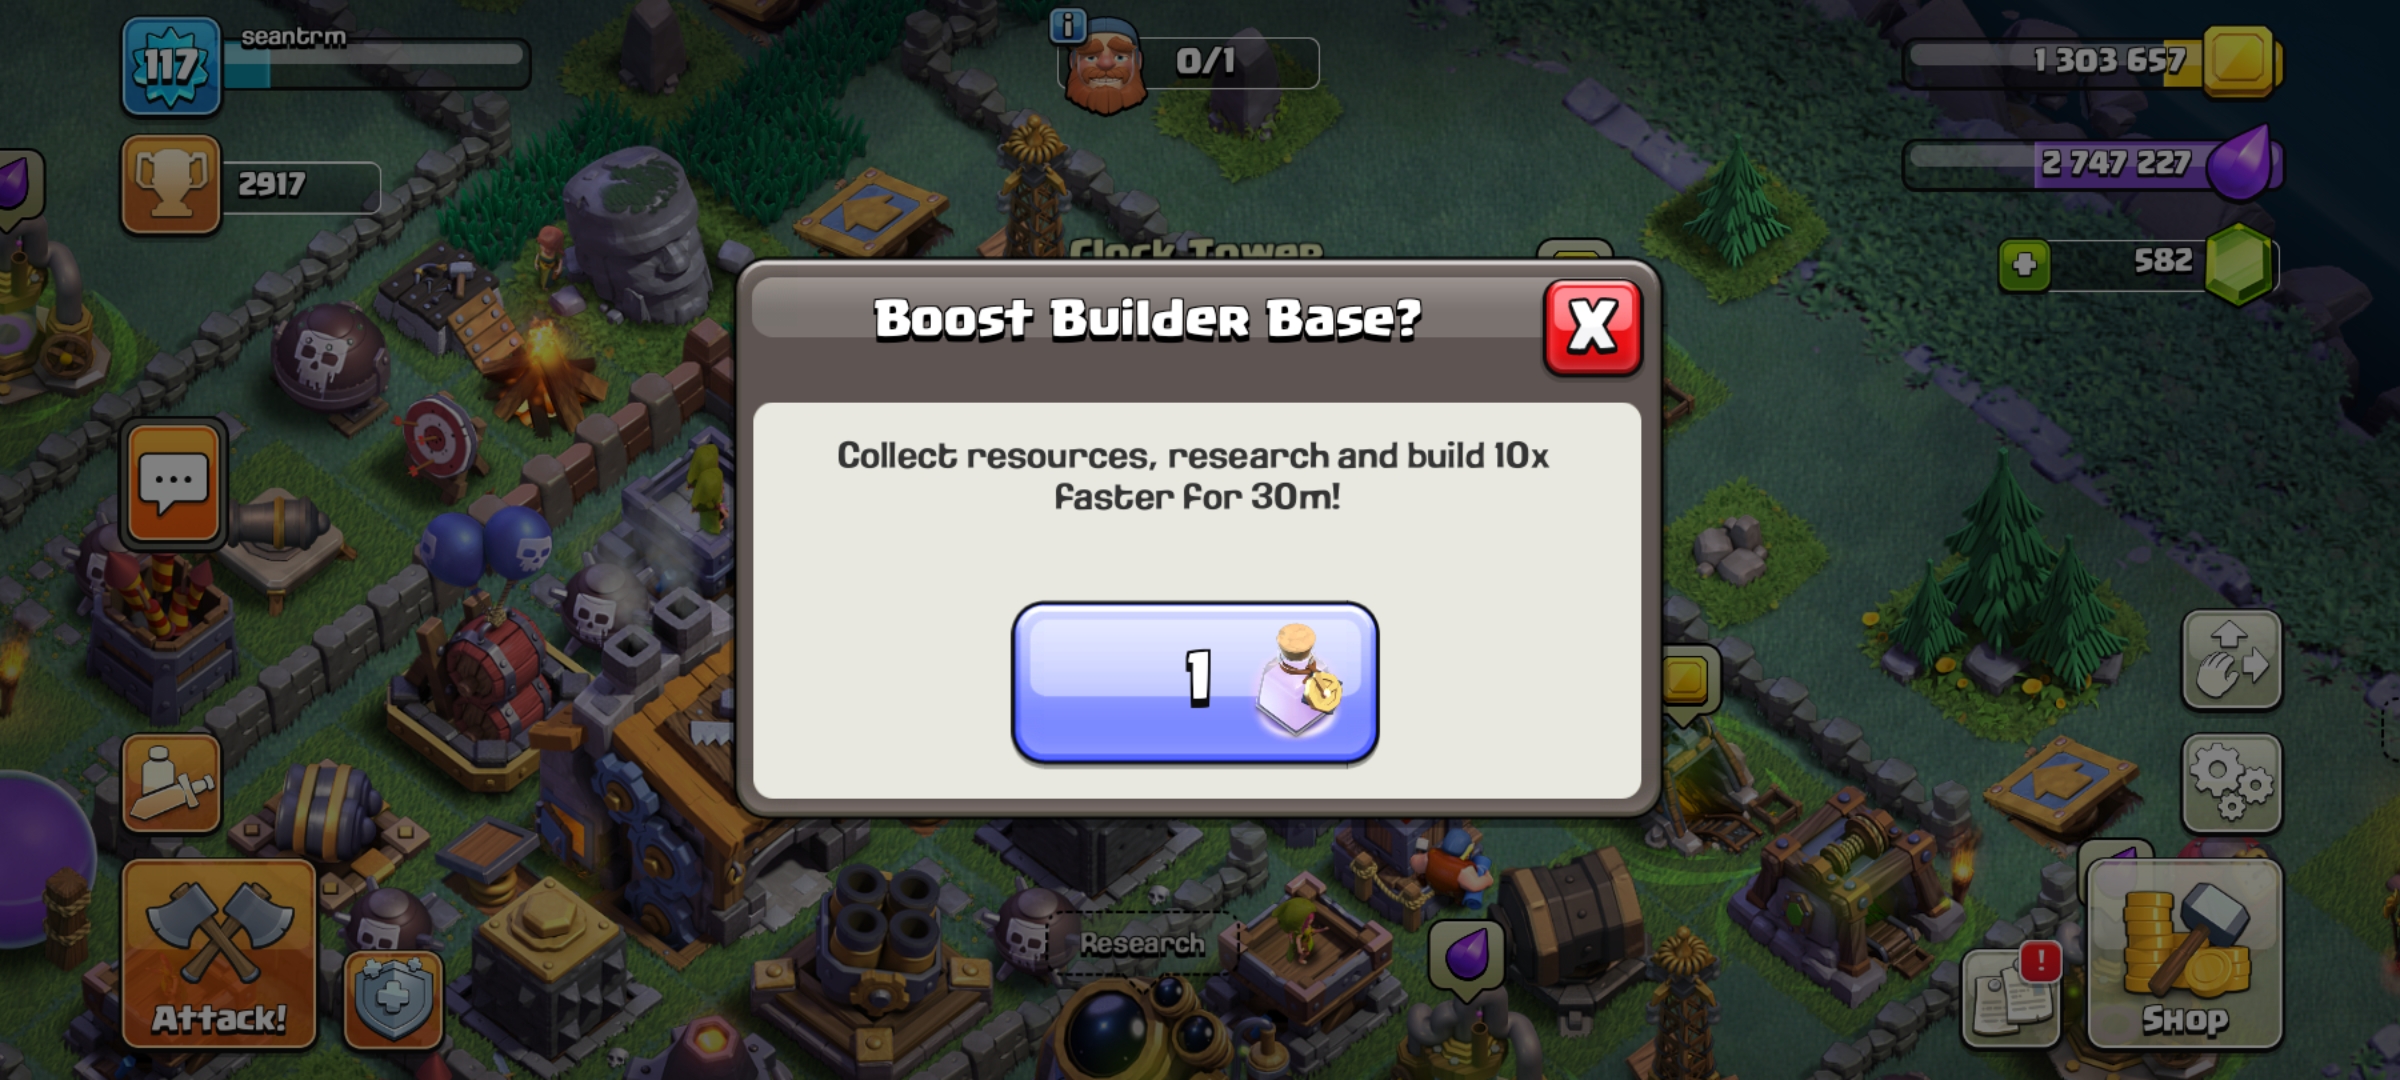 117
seantrm
0/1
1 303 657
2917
2 747 227
582
Clock Tower
Boost Builder Base?
X
Collect resources, research and build 10x
faster for 30m!
1
Research
Attack!
!
Shop